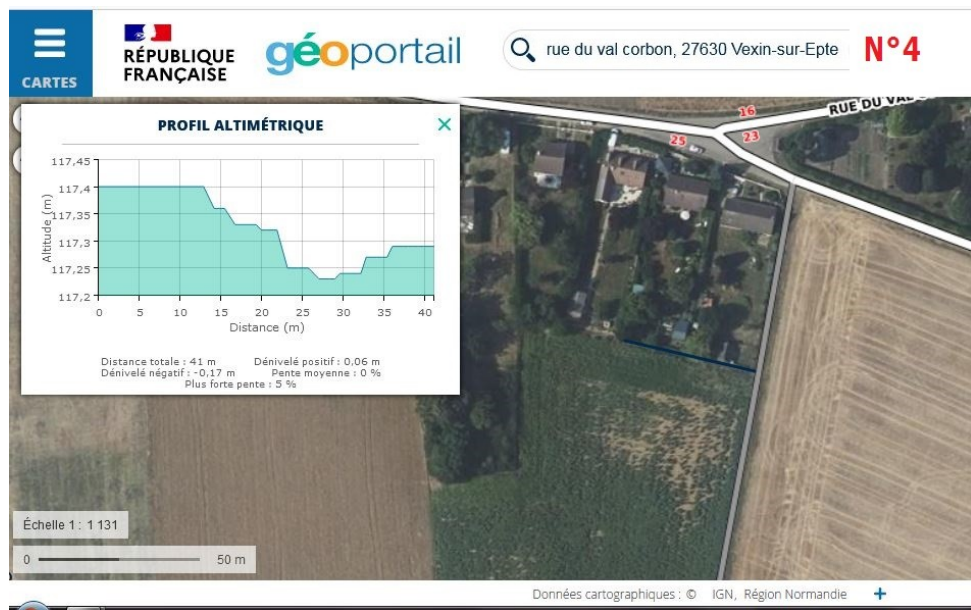 CARTES
RÉPUBLIQUE
FRANÇAISE
géoportail
rue du val corbon, 27630 Vexin-sur-Epte
N°4
PROFIL ALTIMÉTRIQUE
117,45
117,4
117,35
117,3
117,25
117,2
Altitude (m)
0 5 10 15 20 25 30 35 40
Distance (m)
Distance totale : 41 m Dénivelé positif : 0,06 m
Dénivelé négatif : -0,17 m Pente moyenne : 0 %
Plus forte pente : 5 %
16
RUE DU VAL
25
23
Échelle 1 : 1 131
0 50 m
Données cartographiques : © IGN, Région Normandie